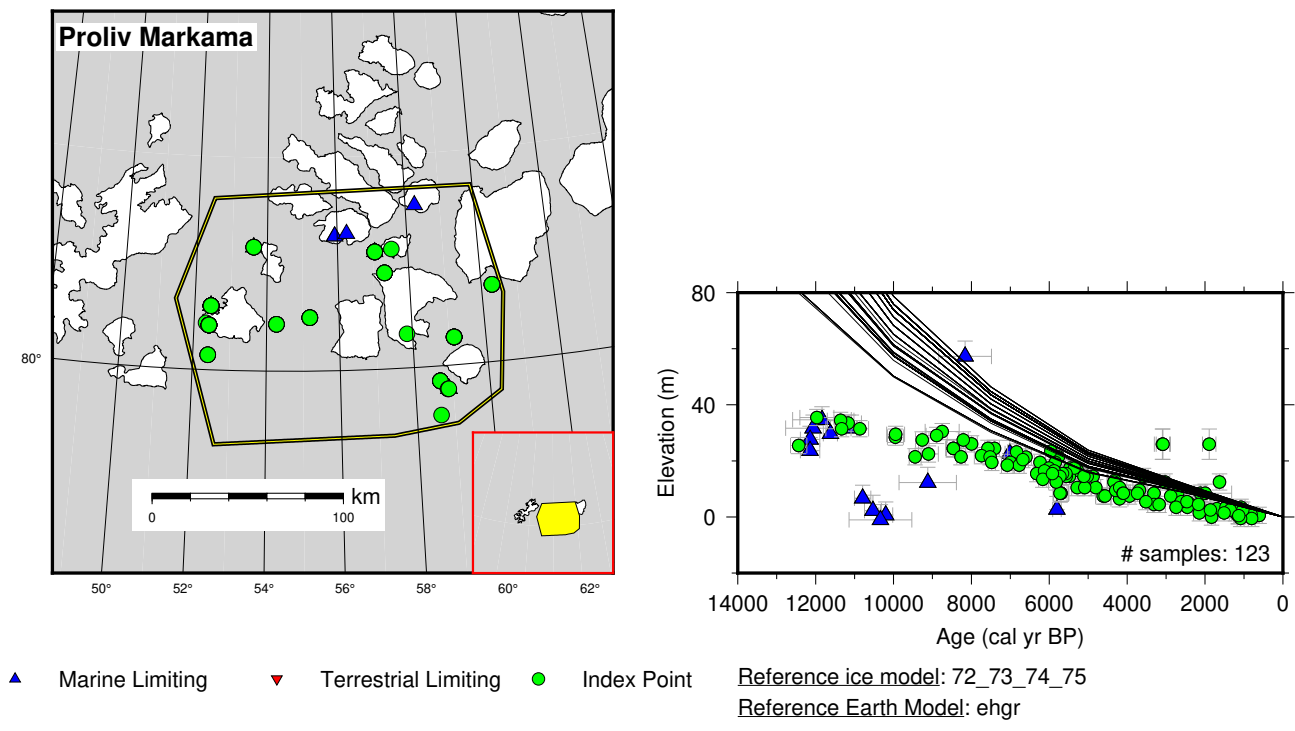 Proliv Markama
80°
km
0 100
50° 52° 54° 56° 58° 60° 62°
80
40
0
Elevation (m)
# samples: 123
14000 12000 10000 8000 6000 4000 2000 0
Age (cal yr BP)
Marine Limiting Terrestrial Limiting Index Point
Reference ice model: 72_73_74_75
Reference Earth Model: ehgr